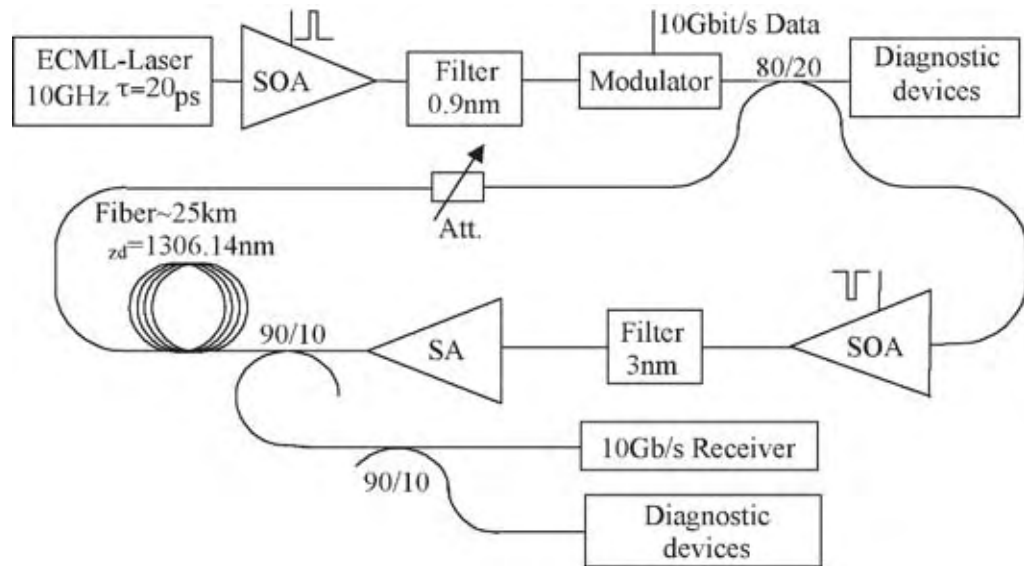 ECML-Laser
10GHz τ=20ps
SOA
Filter
0.9nm
10Gbit/s Data
Modulator
80/20
Diagnostic
devices
Att.
Fiber~25km
zd=1306.14nm
90/10
SA
Filter
3nm
SOA
10Gb/s Receiver
90/10
Diagnostic
devices